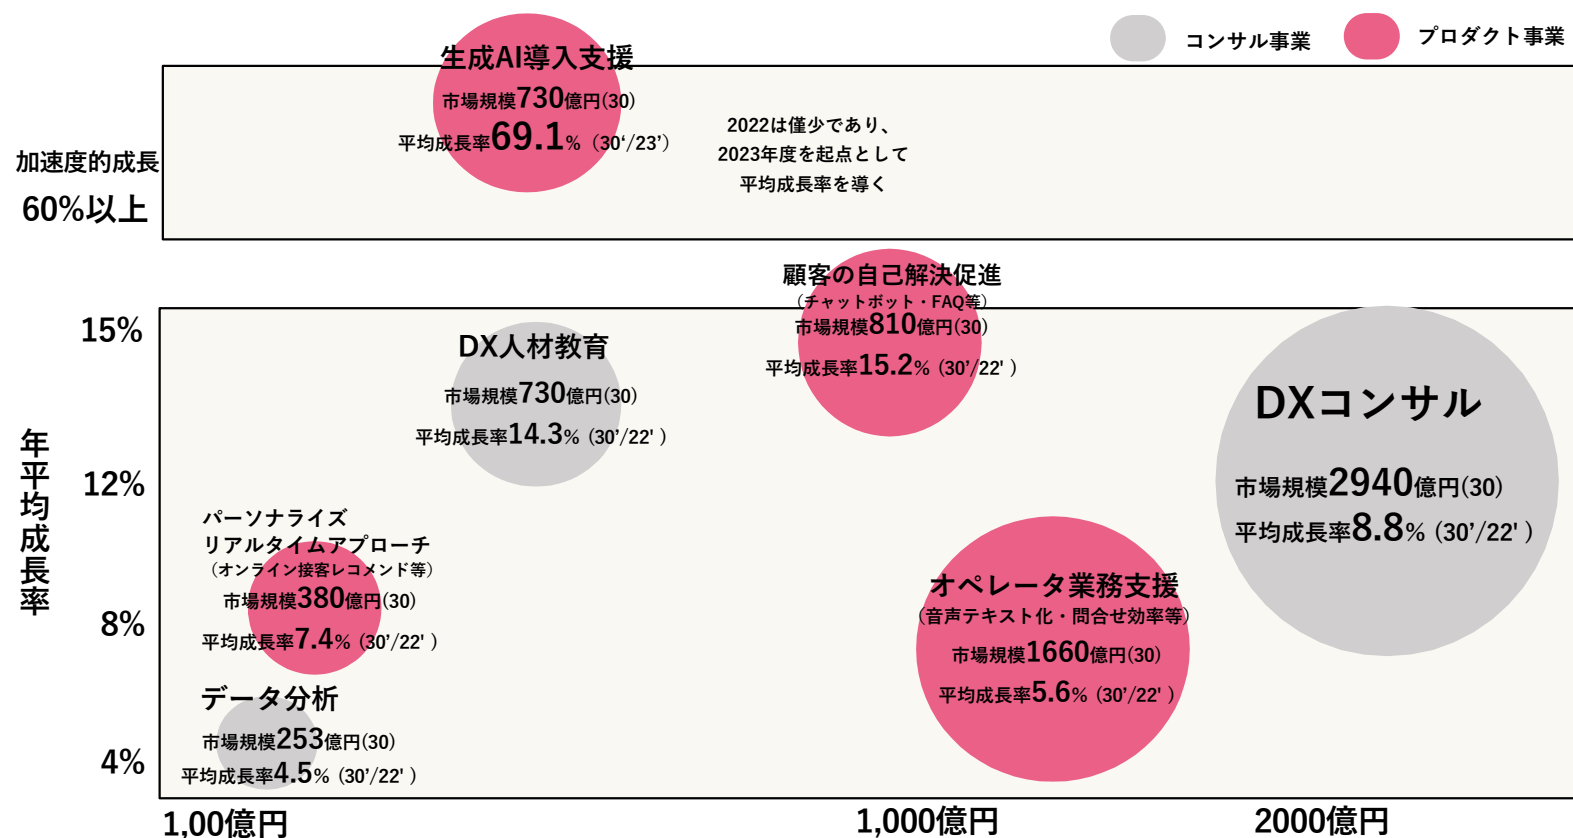 コンサル事業
プロダクト事業
生成AI導入支援
市場規模730億円(30)
平均成長率69.1%（30‘/23’）
2022は僅少であり、
2023年度を起点として
平均成長率を導く
加速度的成長
60%以上
年平均成長率
15%
12%
8%
4%
顧客の自己解決促進
（チャットボット・FAQ等）
市場規模810億円(30)
平均成長率15.2% (30’/22' )
DX人材教育
市場規模730億円(30)
平均成長率14.3% (30’/22' )
DXコンサル
市場規模2940億円(30)
平均成長率8.8% (30’/22' )
パーソナライズ
リアルタイムアプローチ
（オンライン接客レコメンド等）
市場規模380億円(30)
平均成長率7.4% (30’/22' )
オペレータ業務支援
（音声テキスト化・問合せ効率等）
市場規模1660億円(30)
平均成長率5.6% (30’/22' )
データ分析
市場規模253億円(30)
平均成長率4.5% (30’/22' )
1,00億円
1,000億円
2000億円